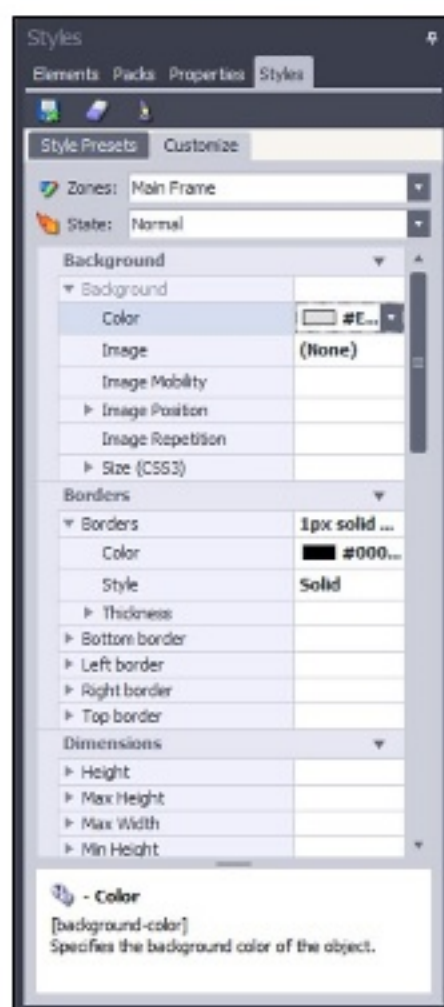 Styles
Elements Packs Properties Styles
Style Presets Customize
Zones: Main Frame
State: Normal
Background
Background
Color #E...
Image (None)
Image Mobility
Image Position
Image Repetition
Size (CSS3)
Borders
Borders 1px solid ...
Color #000...
Style Solid
Thickness
Bottom border
Left border
Right border
Top border
Dimensions
Height
Max Height
Max Width
Min Height
- Color
[background-color]
Specifies the background color of the object.